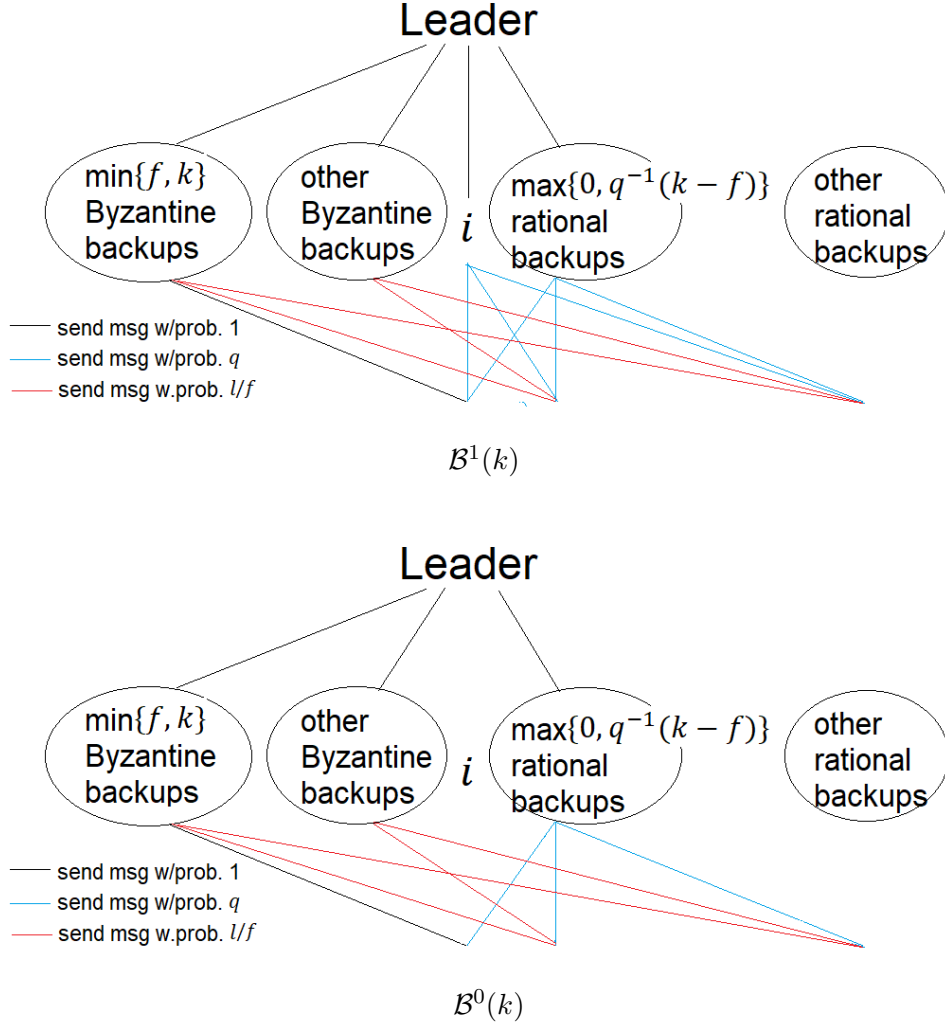 Leader
min{f, k}
Byzantine
backups
other
Byzantine
backups
i
max{0, q⁻¹(k − f)}
rational
backups
other
rational
backups
send msg w/prob. 1
send msg w/prob. q
send msg w.prob. l/f
ℬ¹(k)
Leader
min{f, k}
Byzantine
backups
other
Byzantine
backups
i
max{0, q⁻¹(k − f)}
rational
backups
other
rational
backups
send msg w/prob. 1
send msg w/prob. q
send msg w.prob. l/f
ℬ⁰(k)